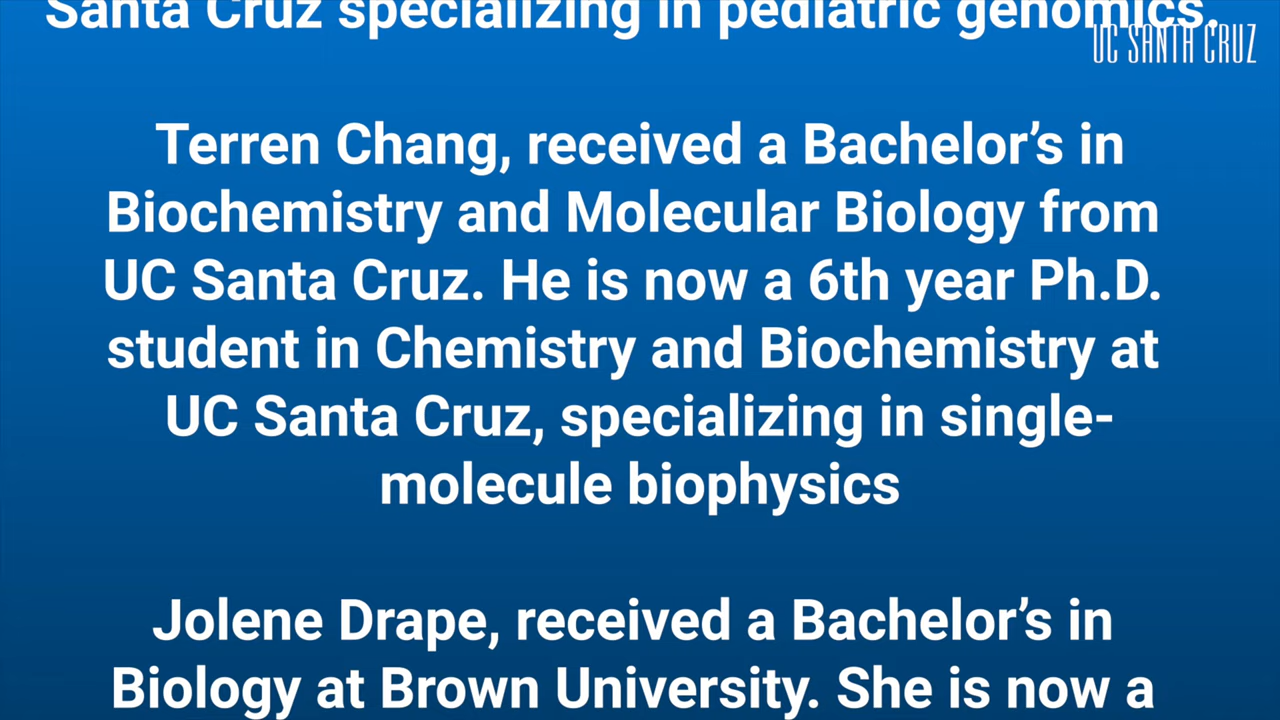 Santa Cruz specializing in pediatric genomics.
UC SANTA CRUZ
Terren Chang, received a Bachelor’s in
Biochemistry and Molecular Biology from
UC Santa Cruz. He is now a 6th year Ph.D.
student in Chemistry and Biochemistry at
UC Santa Cruz, specializing in single-
molecule biophysics
Jolene Drape, received a Bachelor’s in
Biology at Brown University. She is now a